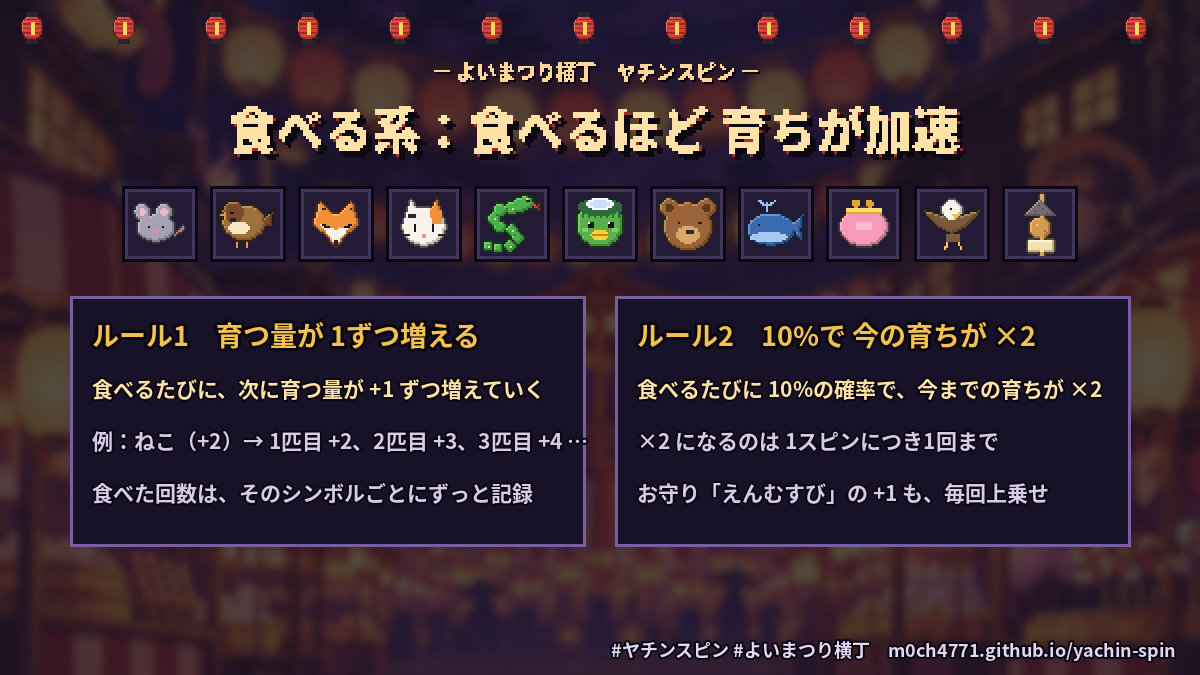 ー よいまつり横丁　ヤチンスピン ー
食べる系：食べるほど 育ちが加速
ルール1　育つ量が 1ずつ増える
食べるたびに、次に育つ量が +1 ずつ増えていく
例：ねこ（+2）→ 1匹目 +2、2匹目 +3、3匹目 +4 …
食べた回数は、そのシンボルごとにずっと記録
ルール2　10%で 今の育ちが ×2
食べるたびに 10%の確率で、今までの育ちが ×2
×2 になるのは 1スピンにつき1回まで
お守り「えんむすび」の +1 も、毎回上乗せ
#ヤチンスピン #よいまつり横丁　m0ch4771.github.io/yachin-spin